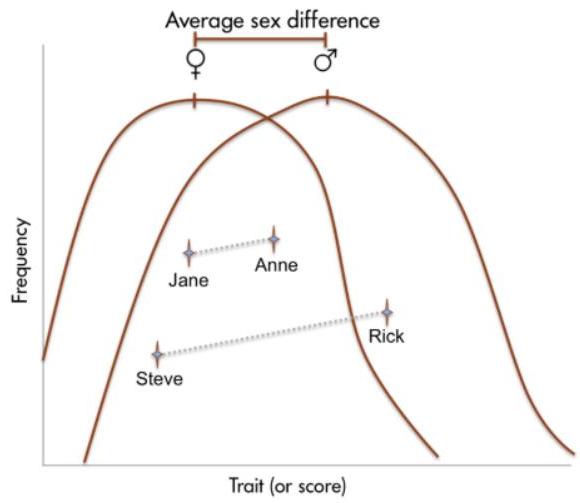 Average sex difference
♀ ♂
Frequency
Jane
Anne
Rick
Steve
Trait (or score)